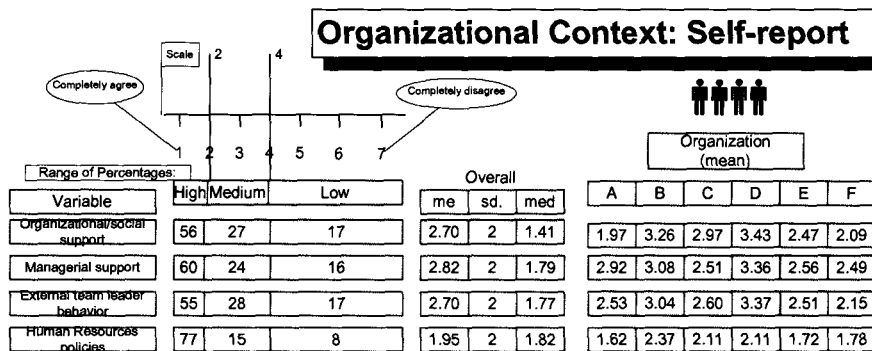 Organizational Context: Self-report
Scale 2 4
Completely agree
Completely disagree
1 2 3 4 5 6 7
Organization
(mean)
Range of Percentages:
Overall
Variable High Medium Low me sd. med A B C D E F
Organizational/social
support 56 27 17 2.70 2 1.41 1.97 3.26 2.97 3.43 2.47 2.09
Managerial support 60 24 16 2.82 2 1.79 2.92 3.08 2.51 3.36 2.56 2.49
External team leader
behavior 55 28 17 2.70 2 1.77 2.53 3.04 2.60 3.37 2.51 2.15
Human Resources
policies 77 15 8 1.95 2 1.82 1.62 2.37 2.11 2.11 1.72 1.78